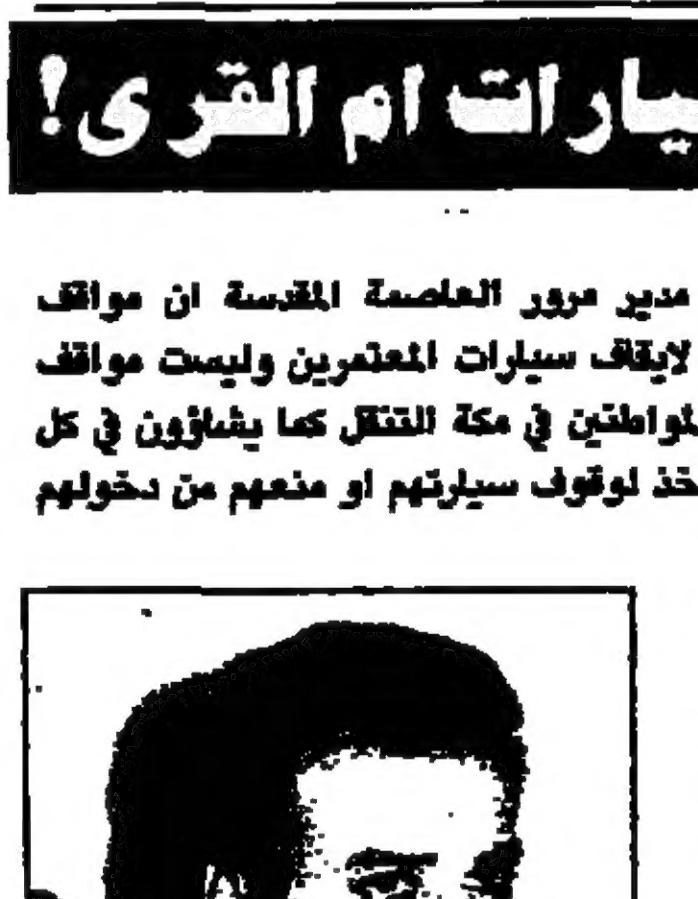 يارات ام القرى!
مدير مرور العاصمة المقدسة ان مواقف
لايقاف سيارات المعتمرين وليست مواقف
لمواطنين في مكة التنقل كما يشاؤون في كل
خذ لوقوف سيارتهم او منعهم من دخولهم